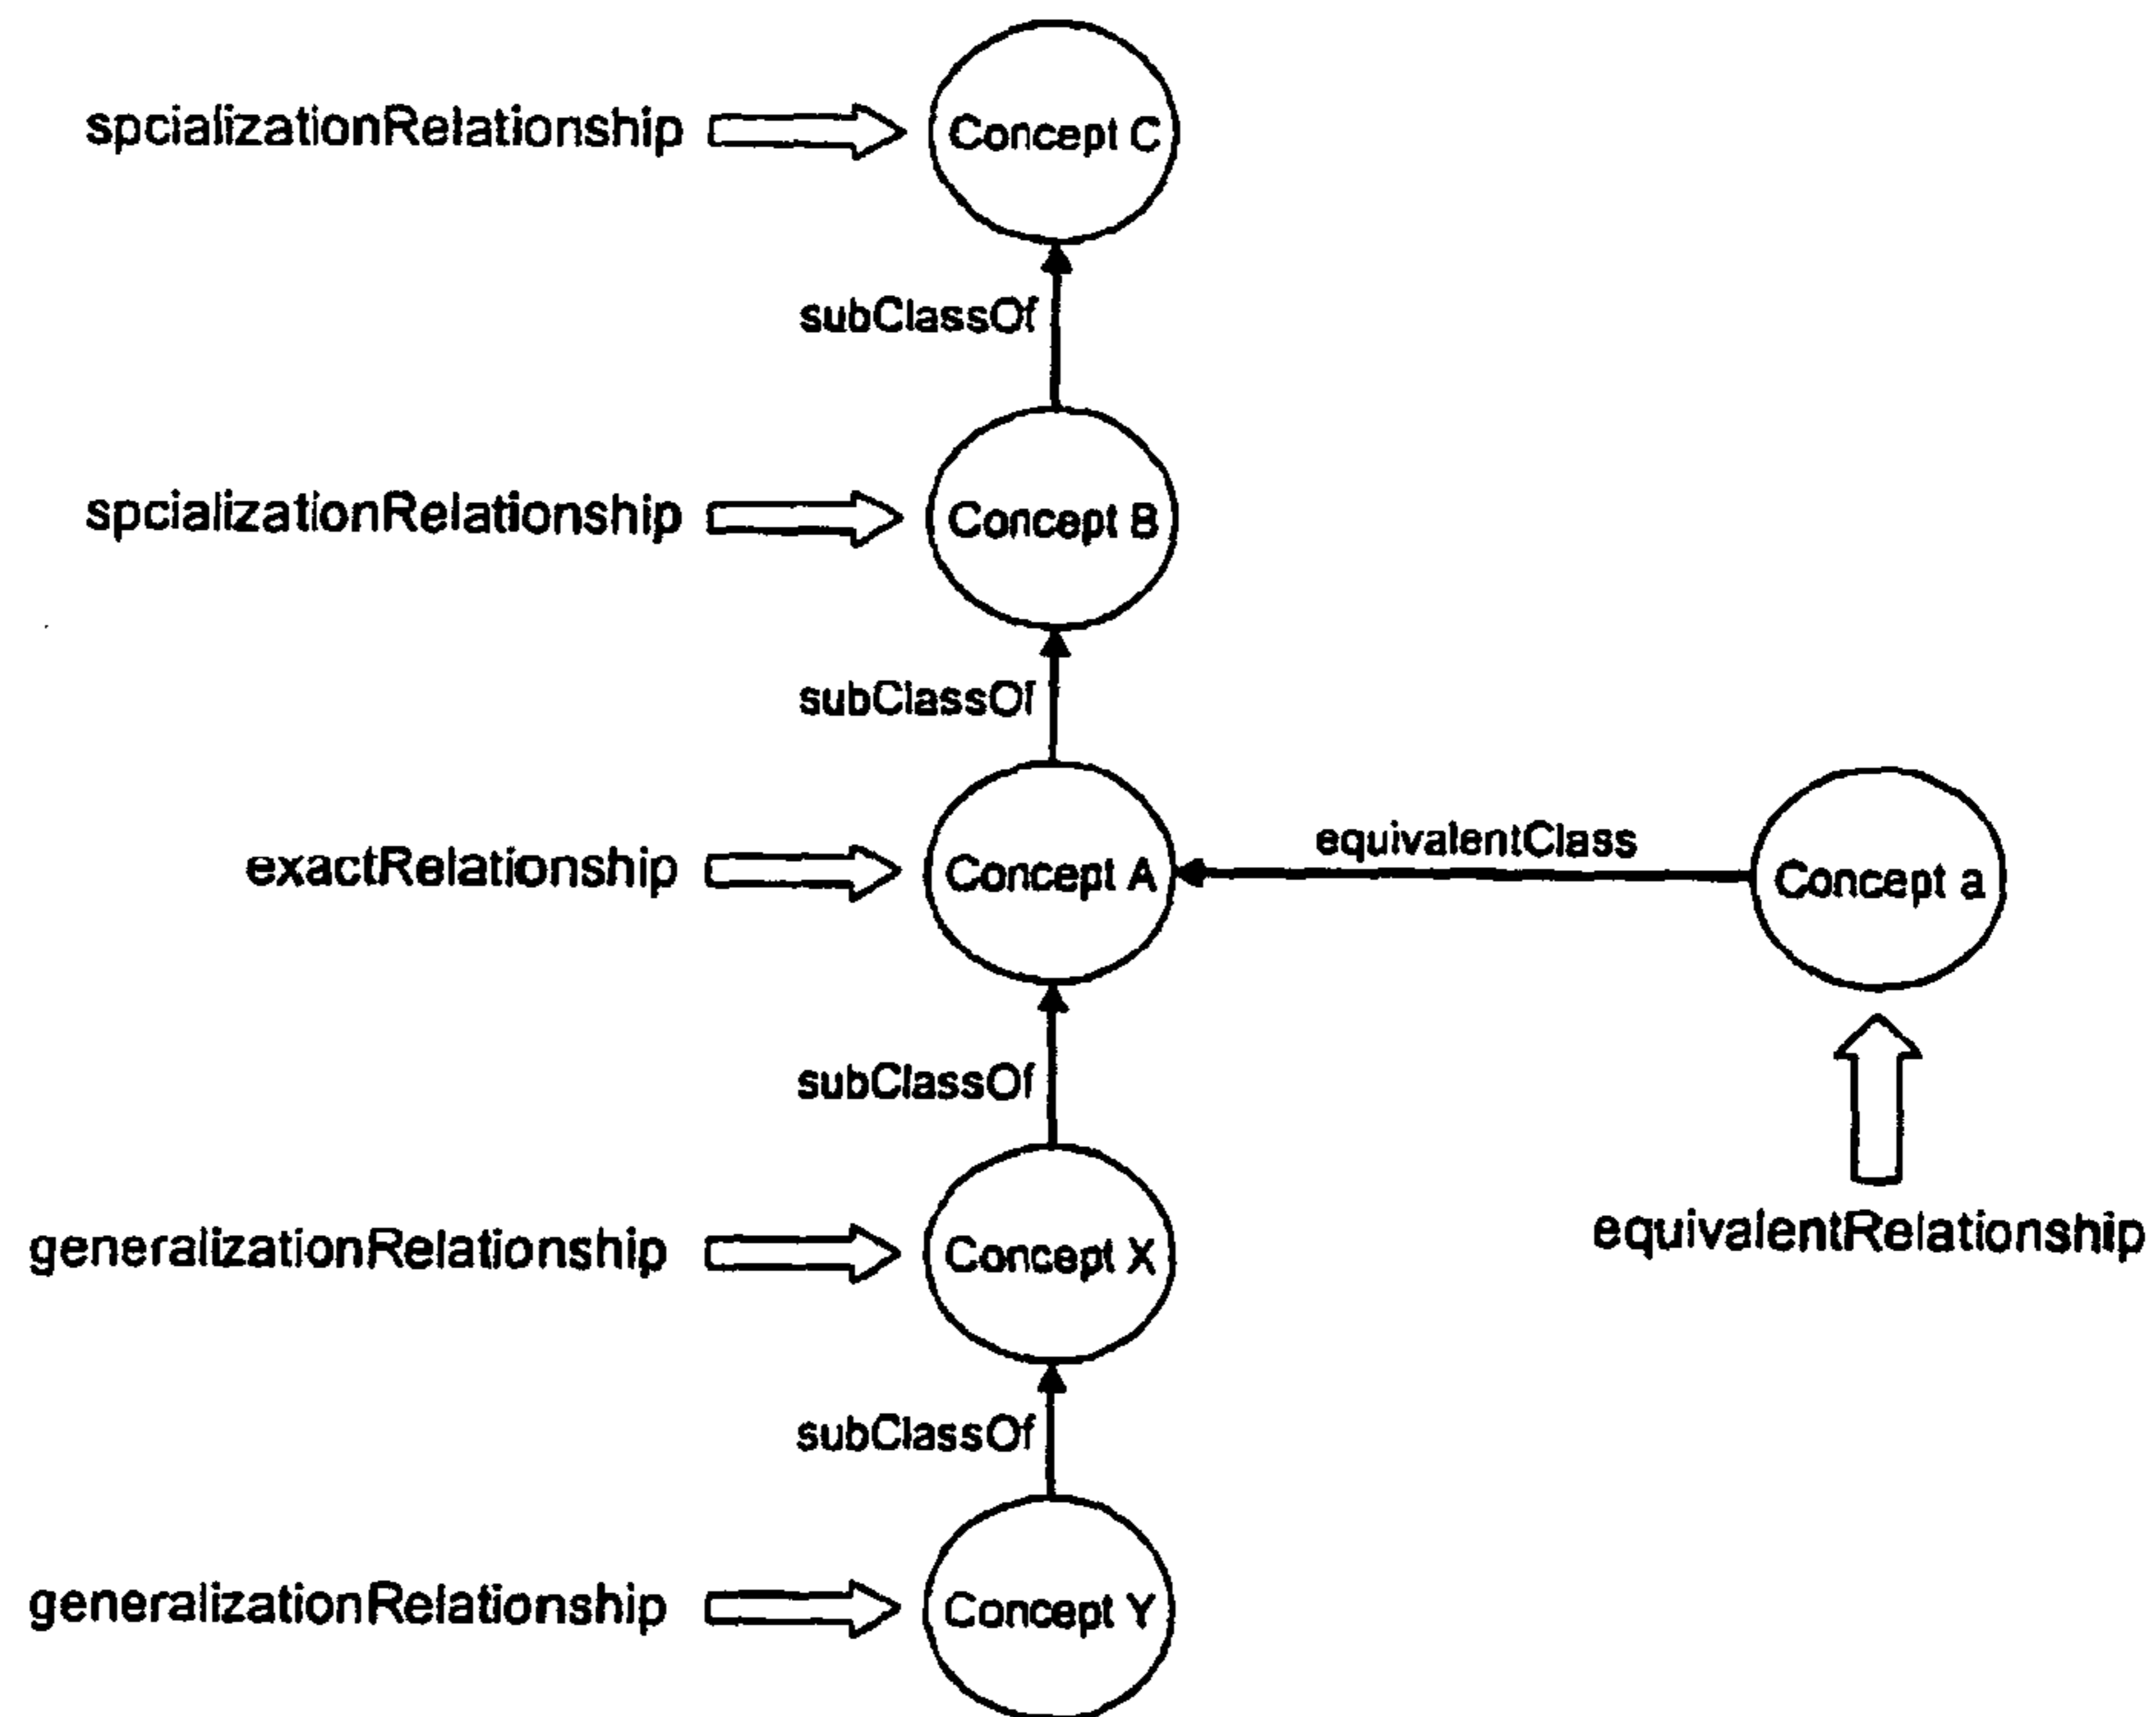 spcializationRelationship
Concept C
subClassOf
spcializationRelationship
Concept B
subClassOf
exactRelationship
Concept A
equivalentClass
Concept a
subClassOf
generalizationRelationship
Concept X
equivalentRelationship
subClassOf
generalizationRelationship
Concept Y